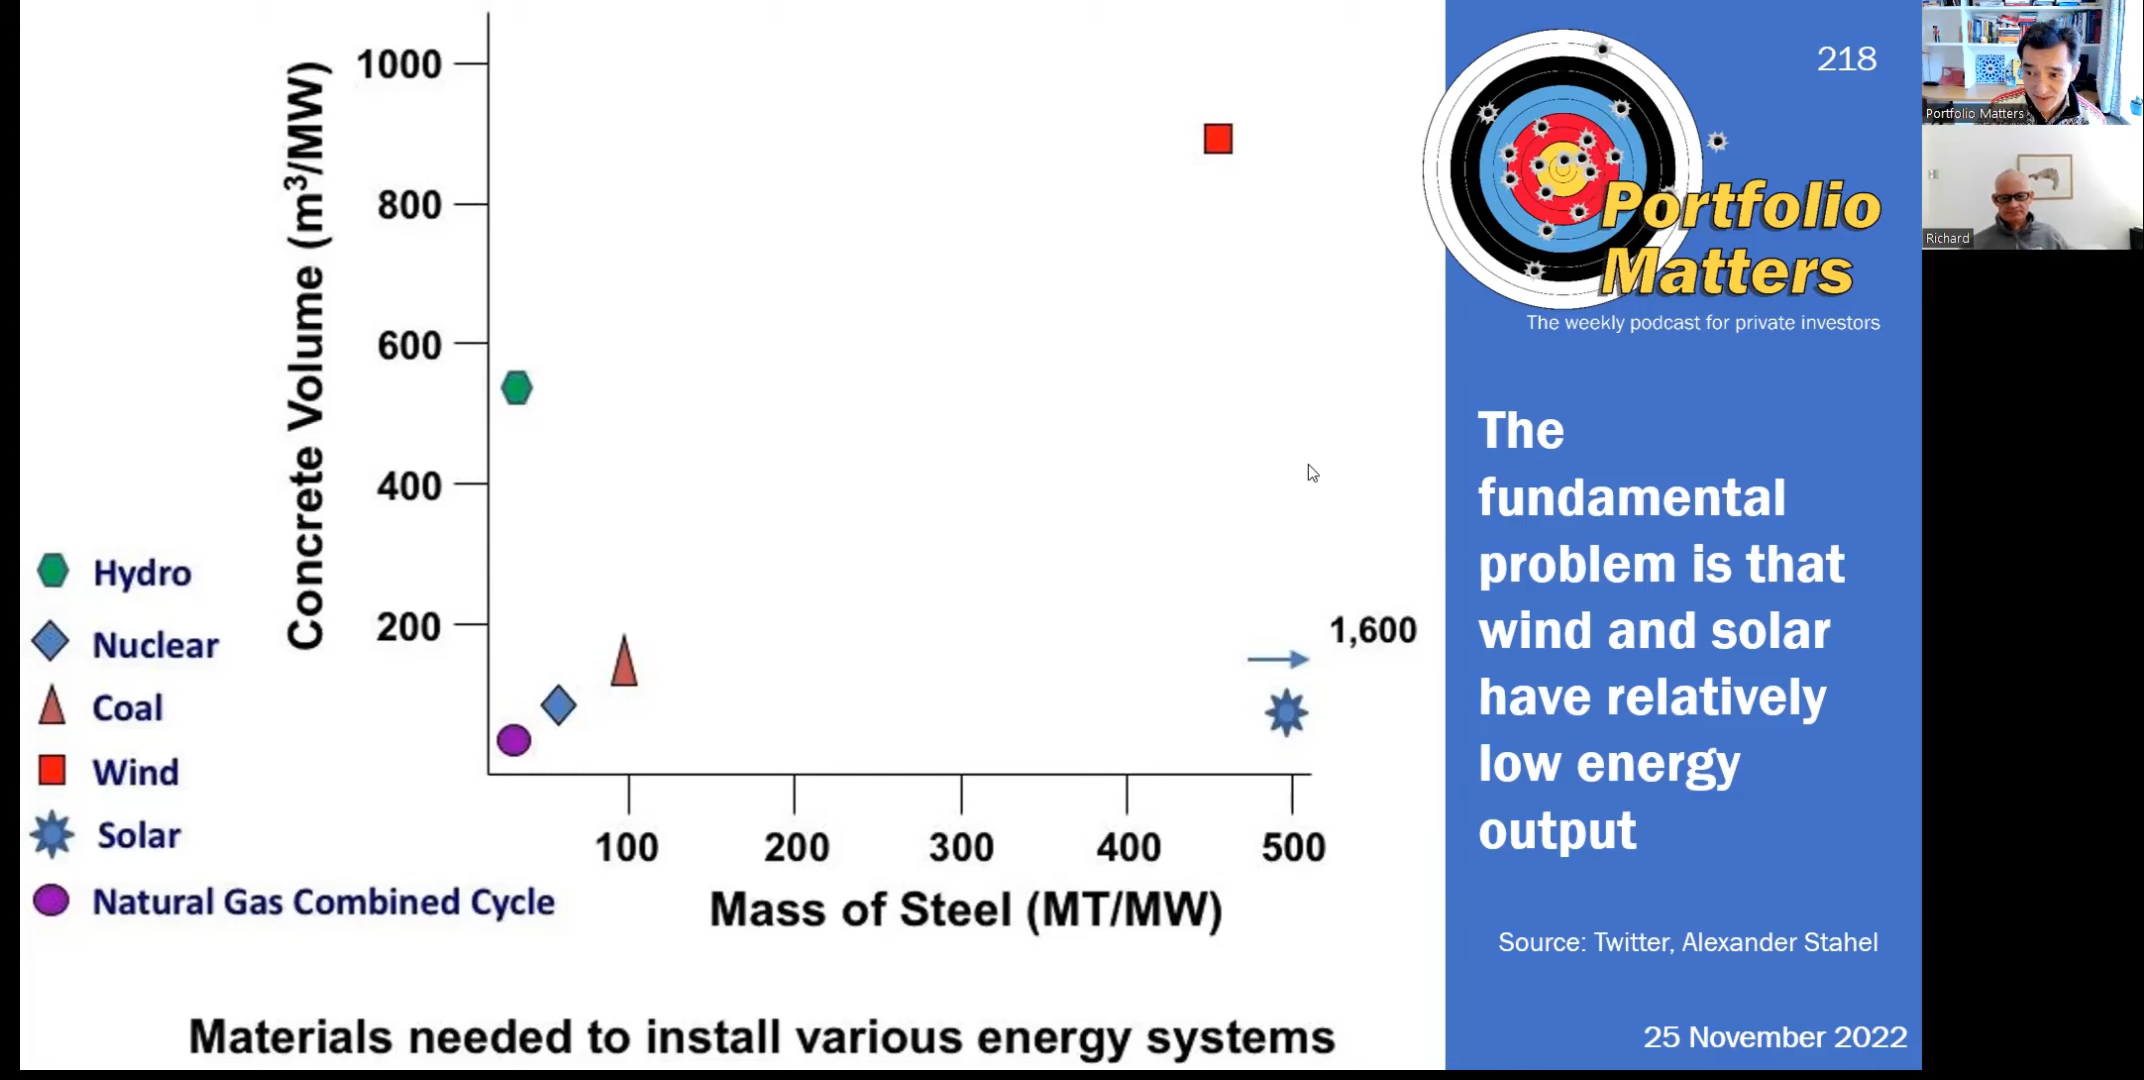 1000
800
600
400
200
Concrete Volume (m³/MW)
Hydro
Nuclear
Coal
Wind
Solar
Natural Gas Combined Cycle
1,600
100 200 300 400 500
Mass of Steel (MT/MW)
Materials needed to install various energy systems
218
Portfolio
Matters
The weekly podcast for private investors
The
fundamental
problem is that
wind and solar
have relatively
low energy
output
Source: Twitter, Alexander Stahel
25 November 2022
Portfolio Matters
Richard